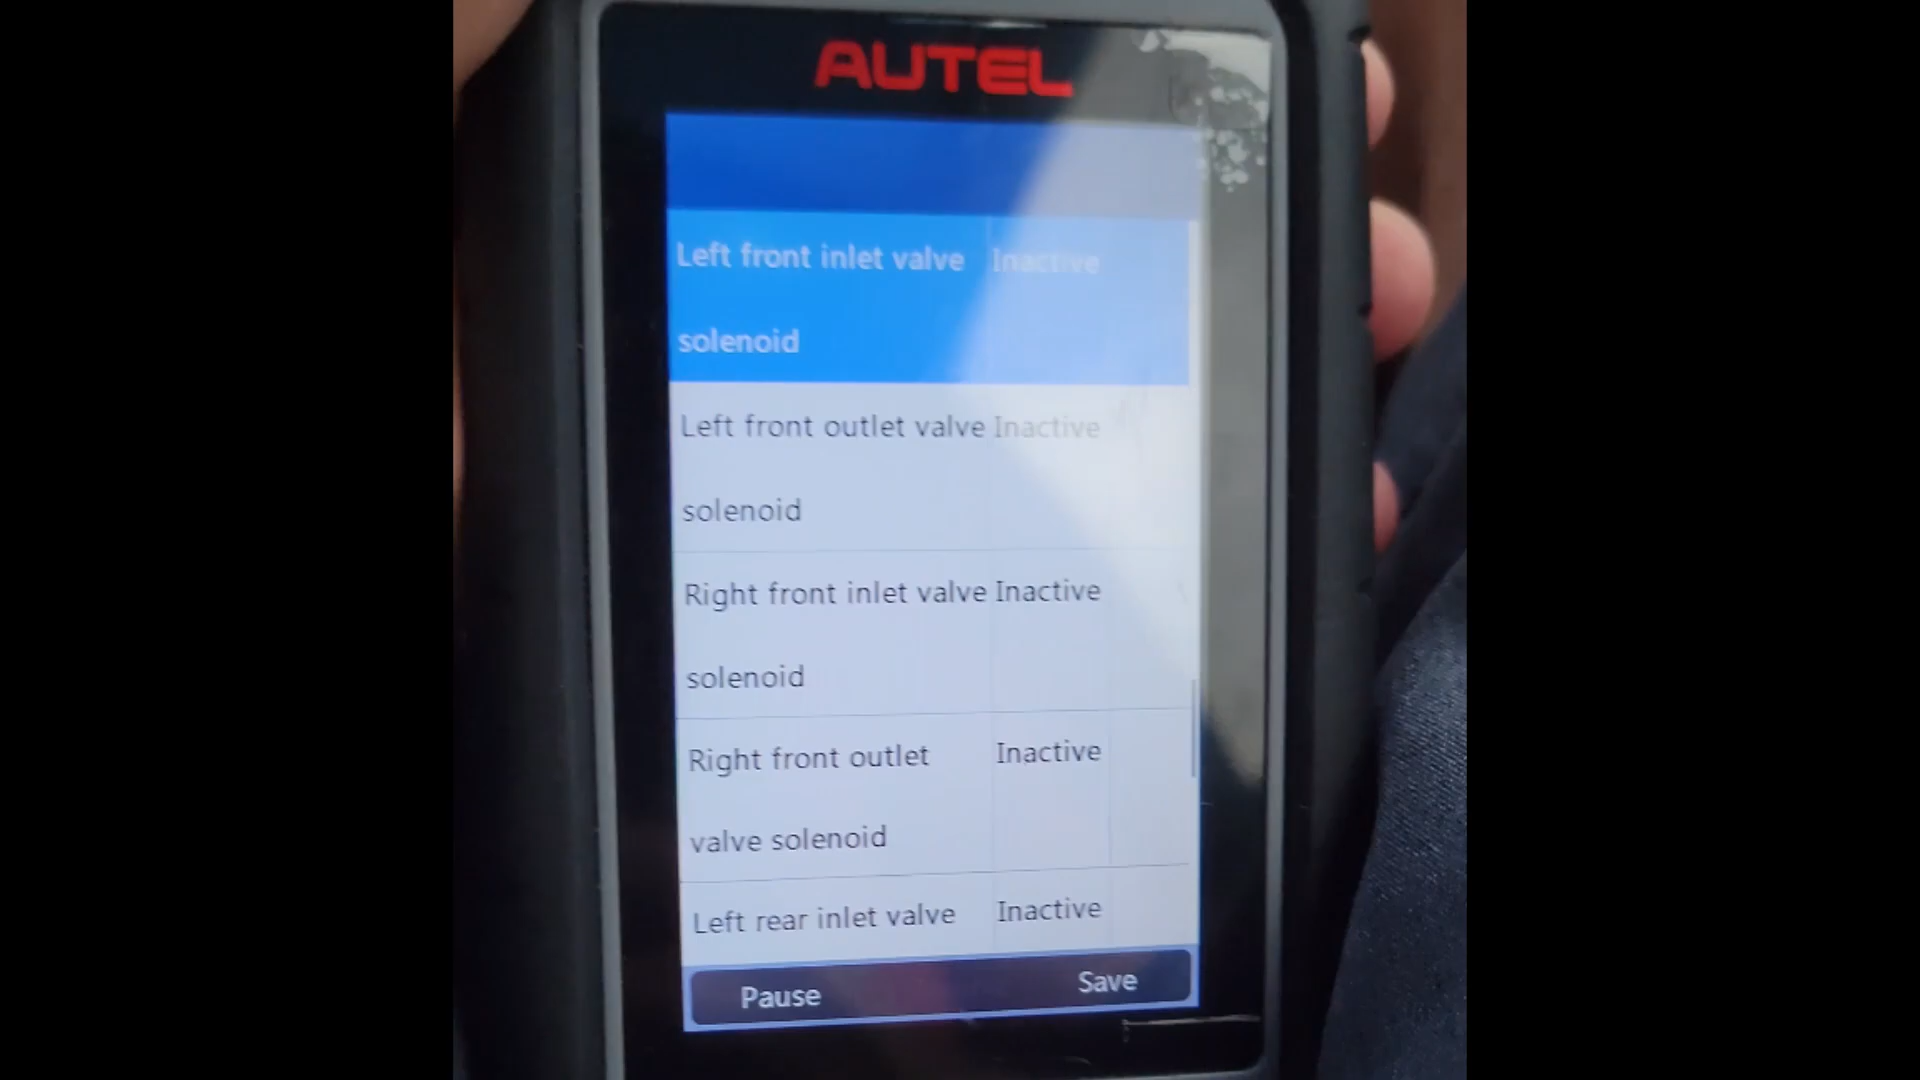 AUTEL
Left front inlet valve Inactive
solenoid
Left front outlet valve Inactive
solenoid
Right front inlet valve Inactive
solenoid
Right front outlet Inactive
valve solenoid
Left rear inlet valve Inactive
Pause Save